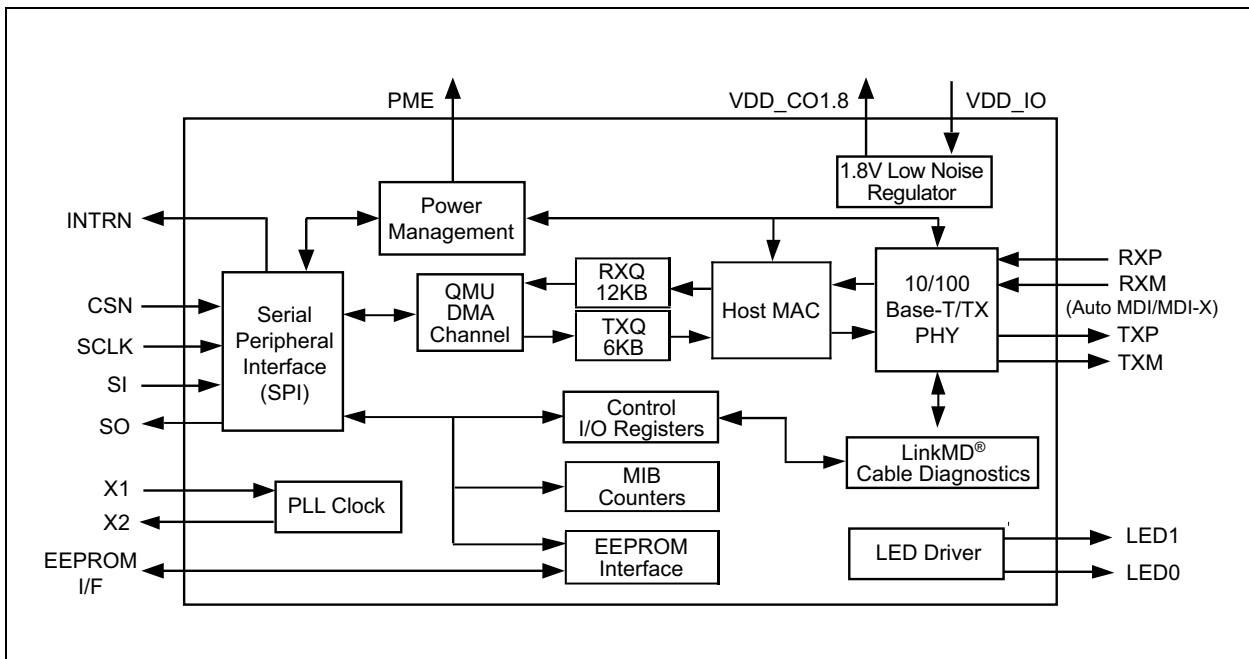 PME
VDD_CO1.8
VDD_IO
1.8V Low Noise
Regulator
Power
Management
INTRN
CSN
SCLK
SI
SO
Serial
Peripheral
Interface
(SPI)
QMU
DMA
Channel
RXQ
12KB
TXQ
6KB
Host MAC
10/100
Base-T/TX
PHY
RXP
RXM
(Auto MDI/MDI-X)
TXP
TXM
Control
I/O Registers
LinkMD®
Cable Diagnostics
MIB
Counters
X1
X2
PLL Clock
EEPROM
I/F
EEPROM
Interface
LED Driver
LED1
LED0